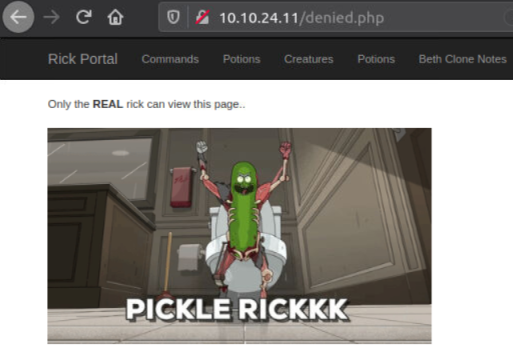 10.10.24.11/denied.php
Rick Portal Commands Potions Creatures Potions Beth Clone Notes
Only the REAL rick can view this page..
PICKLE RICKKK